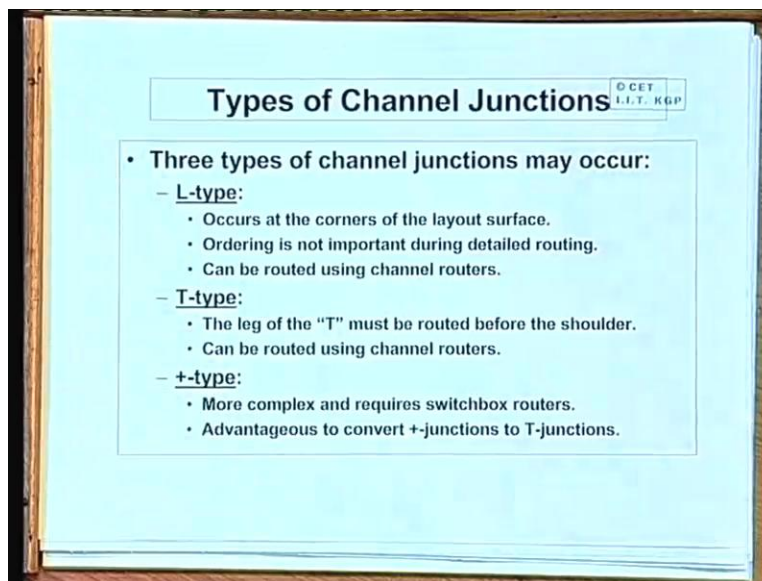 Types of Channel Junctions
© CET
I.I.T. KGP
• Three types of channel junctions may occur:
– L-type:
• Occurs at the corners of the layout surface.
• Ordering is not important during detailed routing.
• Can be routed using channel routers.
– T-type:
• The leg of the “T” must be routed before the shoulder.
• Can be routed using channel routers.
– +-type:
• More complex and requires switchbox routers.
• Advantageous to convert +-junctions to T-junctions.